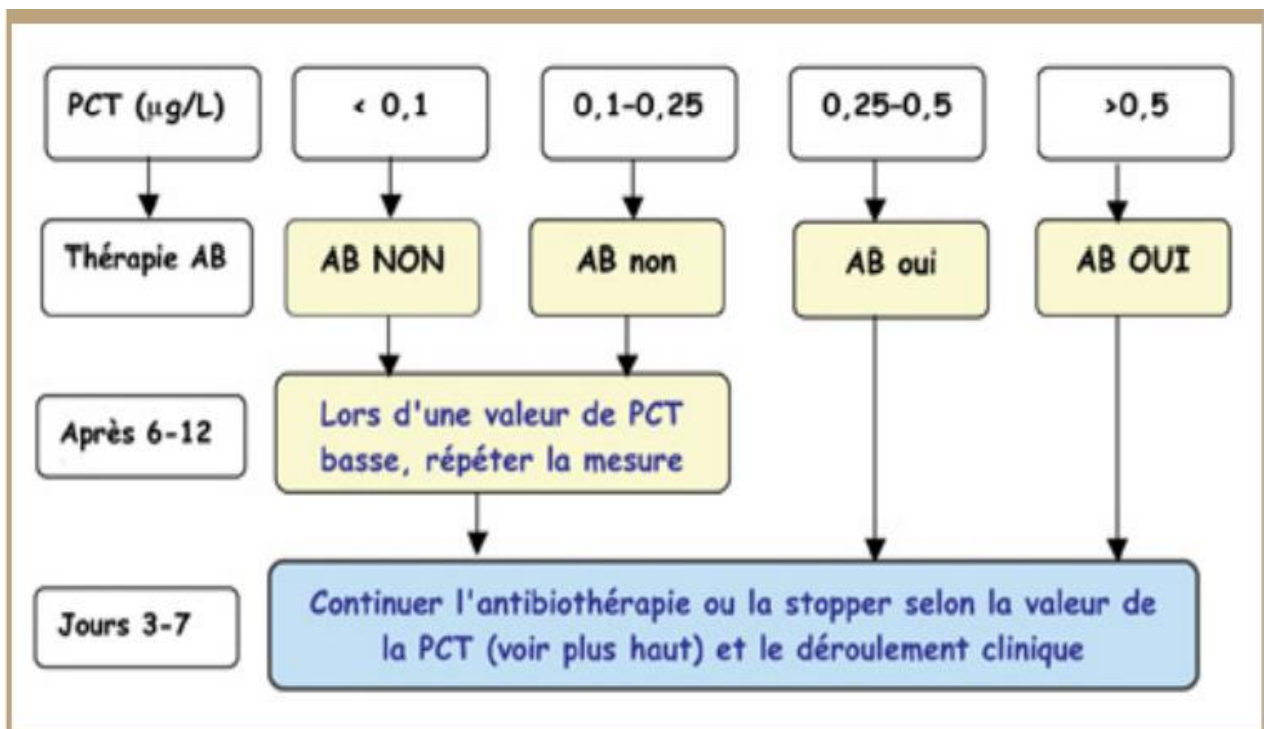 PCT (µg/L)
< 0,1
0,1-0,25
0,25-0,5
>0,5
Thérapie AB
AB NON
AB non
AB oui
AB OUI
Après 6-12
Lors d'une valeur de PCT
basse, répéter la mesure
Jours 3-7
Continuer l'antibiothérapie ou la stopper selon la valeur de
la PCT (voir plus haut) et le déroulement clinique